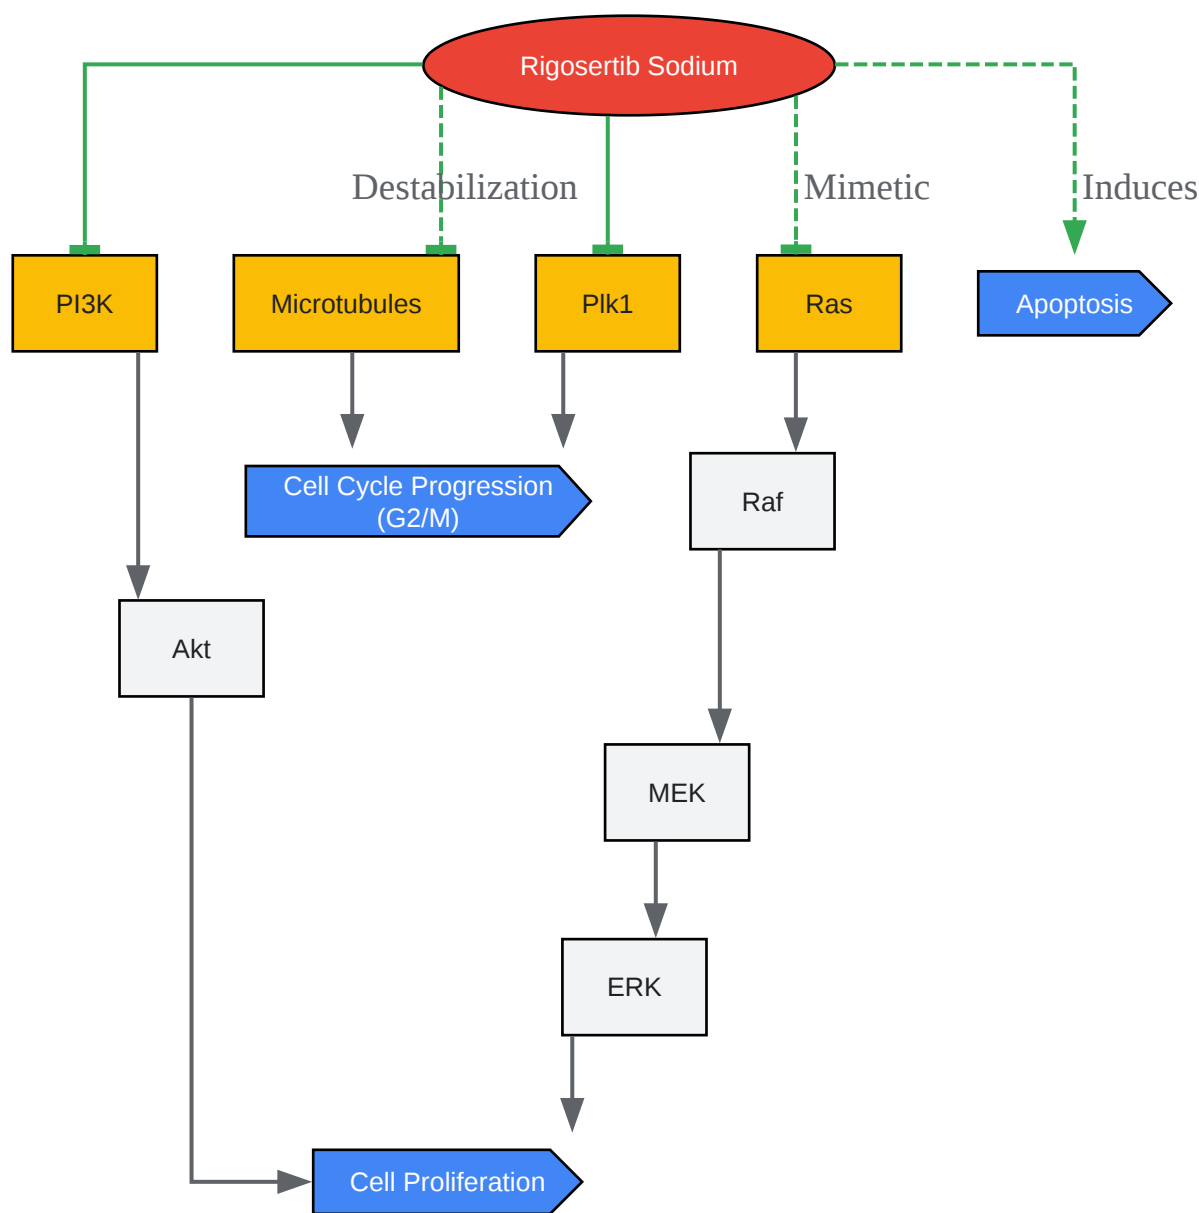 Rigosertib Sodium
Destabilization
Mimetic
Induces
PI3K
Microtubules
Plk1
Ras
Apoptosis
Cell Cycle Progression
(G2/M)
Raf
Akt
MEK
ERK
Cell Proliferation